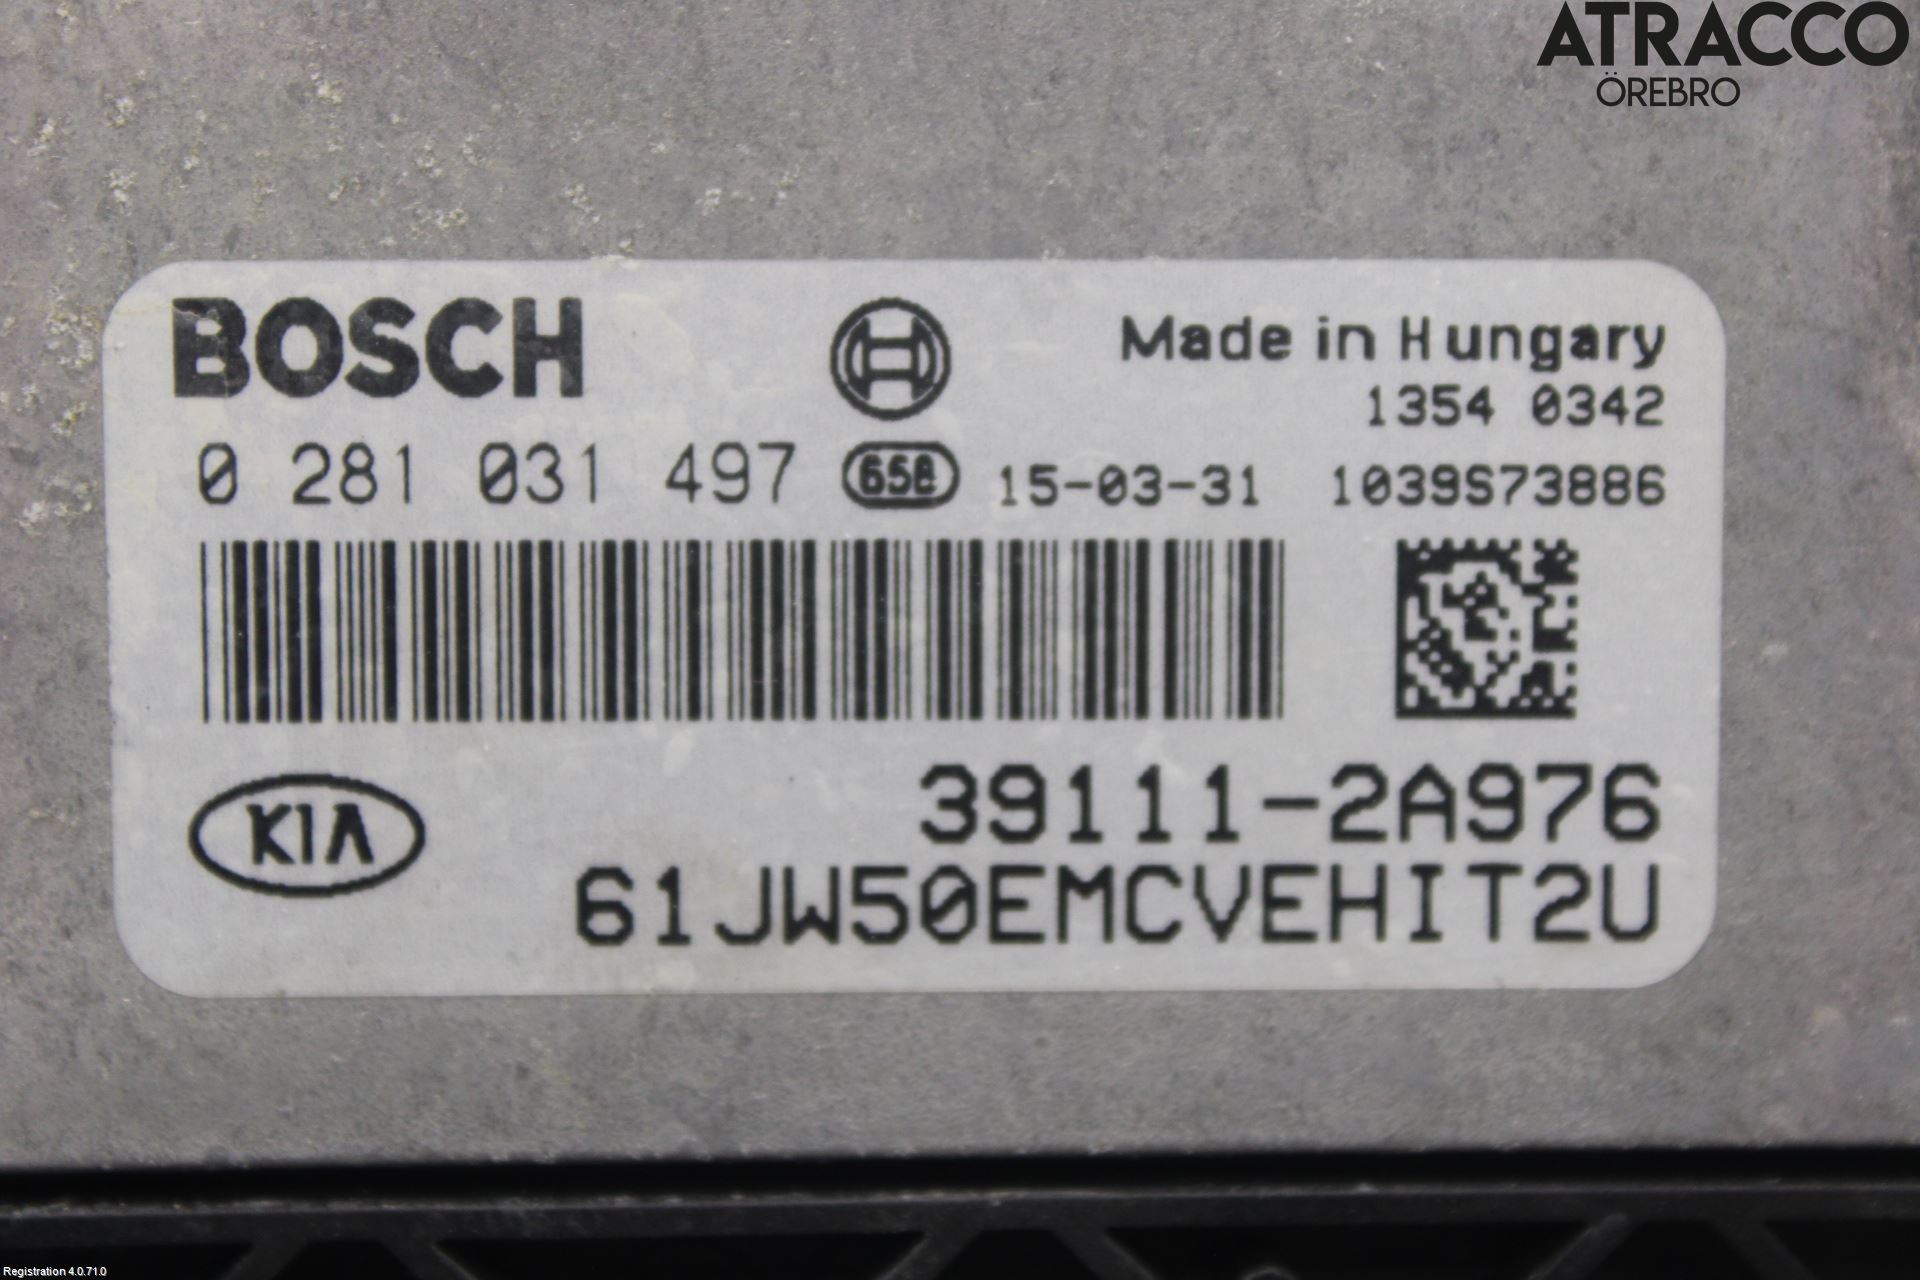 ATRACCO
ÖREBRO
BOSCH
Made in Hungary
1354 0342
0 281 031 497 658 15-03-31 1039S73886
39111-2A976
KIA
61JW50EMCVEHIT2U
Registration 4.0.71.0